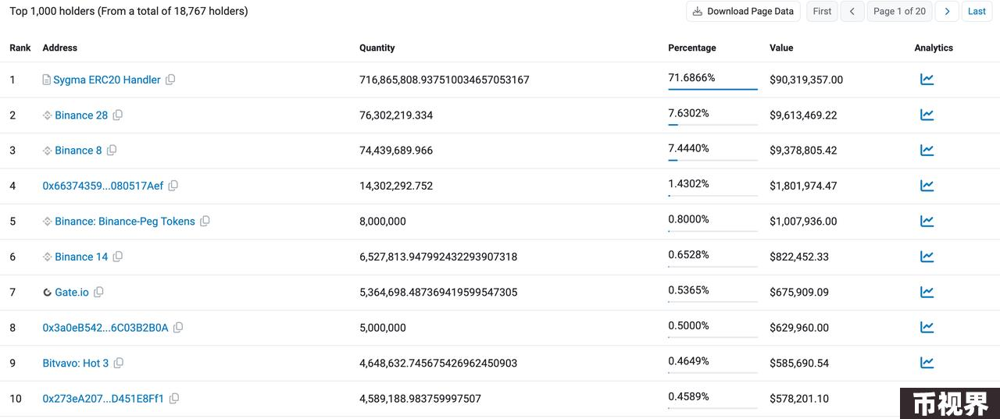 Top 1,000 holders (From a total of 18,767 holders) Download Page Data First Page 1 of 20 Last
Rank Address Quantity Percentage Value Analytics
1 Sygma ERC20 Handler 716,865,808.937510034657053167 71.6866% $90,319,357.00
2 Binance 28 76,302,219.334 7.6302% $9,613,469.22
3 Binance 8 74,439,689.966 7.4440% $9,378,805.42
4 0x66374359...080517Aef 14,302,292.752 1.4302% $1,801,974.47
5 Binance: Binance-Peg Tokens 8,000,000 0.8000% $1,007,936.00
6 Binance 14 6,527,813.947992432293907318 0.6528% $822,452.33
7 Gate.io 5,364,698.487369419599547305 0.5365% $675,909.09
8 0x3a0eB542...6C03B2B0A 5,000,000 0.5000% $629,960.00
9 Bitvavo: Hot 3 4,648,632.745675426962450903 0.4649% $585,690.54
10 0x273eA207...D451E8Ff1 4,589,188.983759997507 0.4589% $578,201.10
币视界